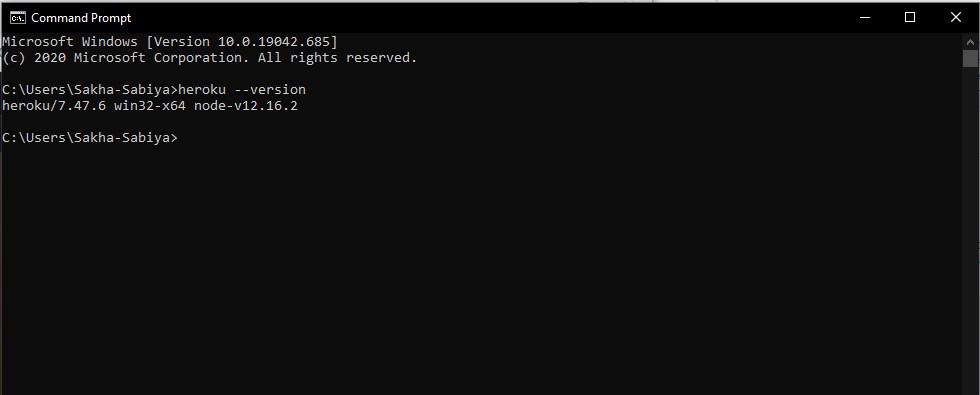 Command Prompt
Microsoft Windows [Version 10.0.19042.685]
(c) 2020 Microsoft Corporation. All rights reserved.
C:\Users\Sakha-Sabiya>heroku --version
heroku/7.47.6 win32-x64 node-v12.16.2
C:\Users\Sakha-Sabiya>